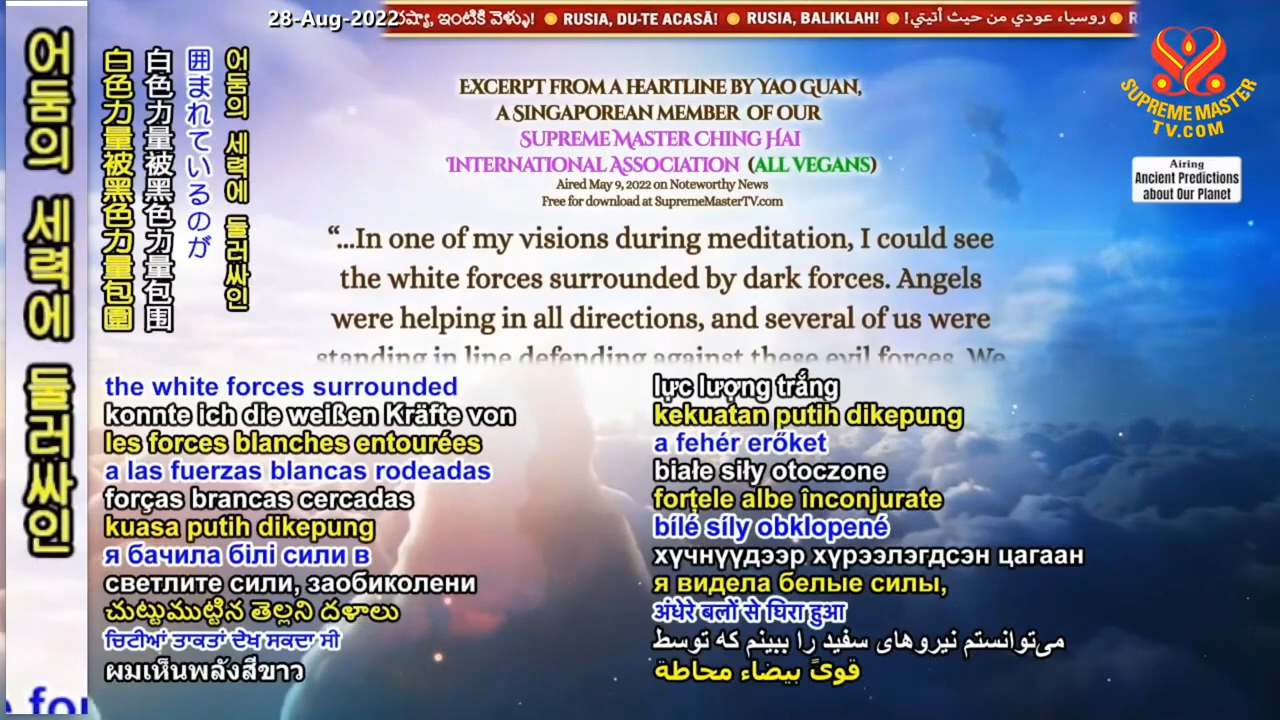 28-Aug-2022
ష్యా, ఇంటికి వెళ్ళు! RUSIA, DU-TE ACASĂ! RUSIA, BALIKLAH! روسياء عودي من حيث أتيتي! R
SUPREME MASTER
TV.COM
Airing
Ancient Predictions
about Our Planet
EXCERPT FROM A HEARTLINE BY YAO GUAN,
A SINGAPOREAN MEMBER OF OUR
SUPREME MASTER CHING HAI
INTERNATIONAL ASSOCIATION (ALL VEGANS)
Aired May 9, 2022 on Noteworthy News
Free for download at SupremeMasterTV.com
“...In one of my visions during meditation, I could see
the white forces surrounded by dark forces. Angels
were helping in all directions, and several of us were
standing in line defending against these evil forces. We
어둠의 세력에 둘러싸인
白色力量被黑色力量包圍
白色力量被黑色力量包围
囲まれているのが
어둠의 세력에 둘러싸인
the white forces surrounded
konnte ich die weißen Kräfte von
les forces blanches entourées
a las fuerzas blancas rodeadas
forças brancas cercadas
kuasa putih dikepung
я бачила білі сили в
светлите сили, заобиколени
చుట్టుముట్టిన తెల్లని దళాలు
ਚਿਟੀਆਂ ਤਾਕਤਾਂ ਦੇਖ ਸਕਦਾ ਸੀ
ผมเห็นพลังสีขาว
lực lượng trắng
kekuatan putih dikepung
a fehér erőket
białe siły otoczone
forțele albe înconjurate
bílé síly obklopené
хүчнүүдээр хүрээлэгдсэн цагаан
я видела белые силы,
अंधेरे बलों से घिरा हुआ
می‌توانستم نیروهای سفید را ببینم که توسط
قوىً بيضاء محاطة
e for